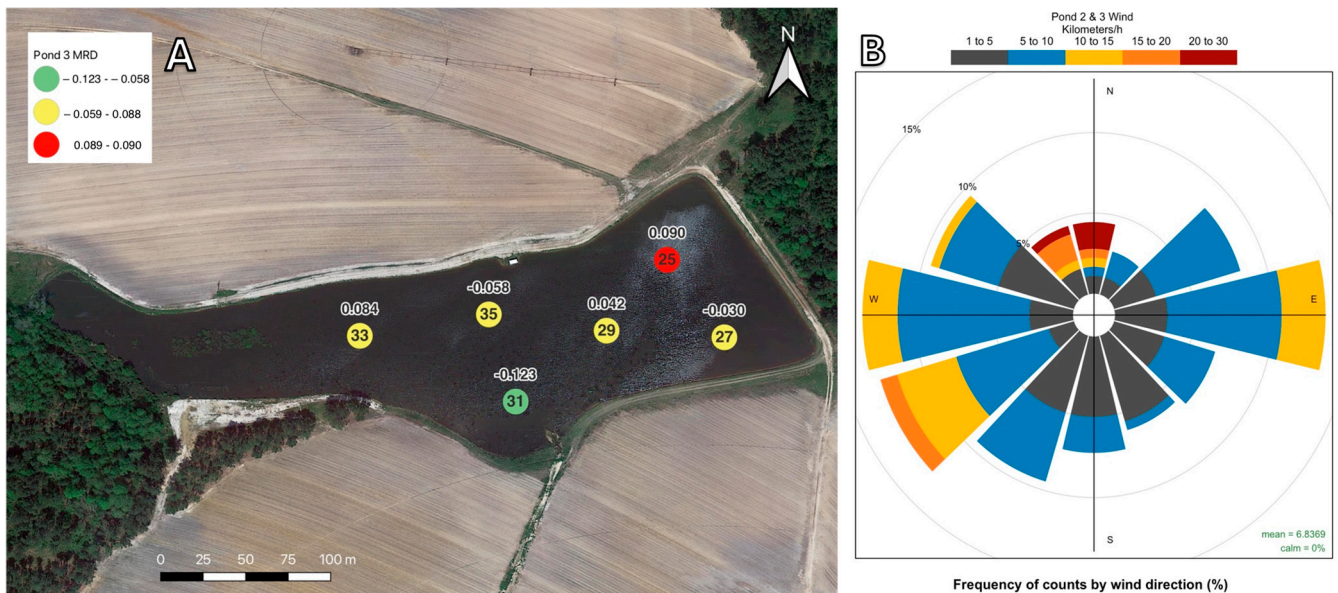 A
N
Pond 3 MRD
– 0.123 - – 0.058
– 0.059 - 0.088
0.089 - 0.090
0.090
25
-0.058
35
0.084
33
0.042
29
-0.030
27
-0.123
31
0 25 50 75 100 m
B
Pond 2 & 3 Wind
Kilometers/h
1 to 5 5 to 10 10 to 15 15 to 20 20 to 30
N
15%
10%
5%
W
E
S
mean = 6.8369
calm = 0%
Frequency of counts by wind direction (%)